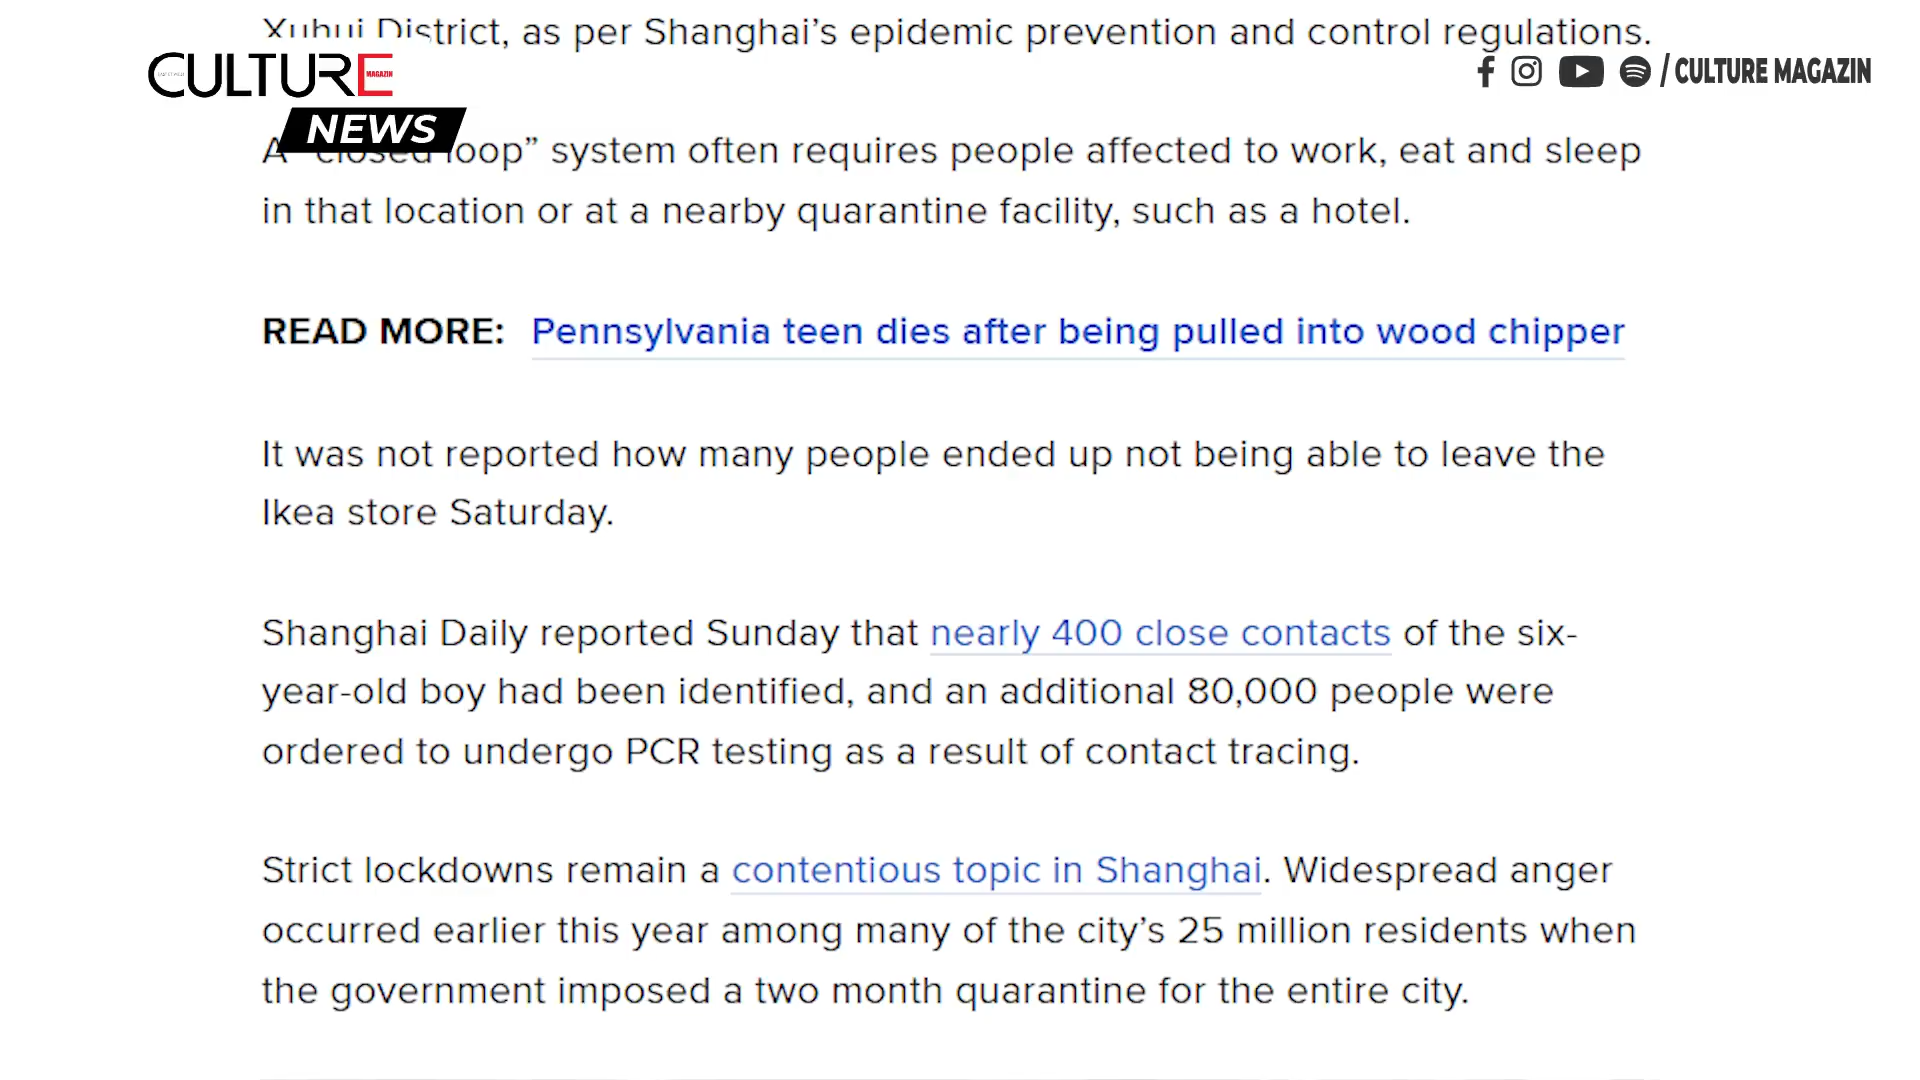 Xuhui District, as per Shanghai’s epidemic prevention and control regulations.
CULTURE
MAGAZIN
NEWS
/ CULTURE MAGAZIN
A “closed loop” system often requires people affected to work, eat and sleep
in that location or at a nearby quarantine facility, such as a hotel.
READ MORE: Pennsylvania teen dies after being pulled into wood chipper
It was not reported how many people ended up not being able to leave the
Ikea store Saturday.
Shanghai Daily reported Sunday that nearly 400 close contacts of the six-
year-old boy had been identified, and an additional 80,000 people were
ordered to undergo PCR testing as a result of contact tracing.
Strict lockdowns remain a contentious topic in Shanghai. Widespread anger
occurred earlier this year among many of the city’s 25 million residents when
the government imposed a two month quarantine for the entire city.